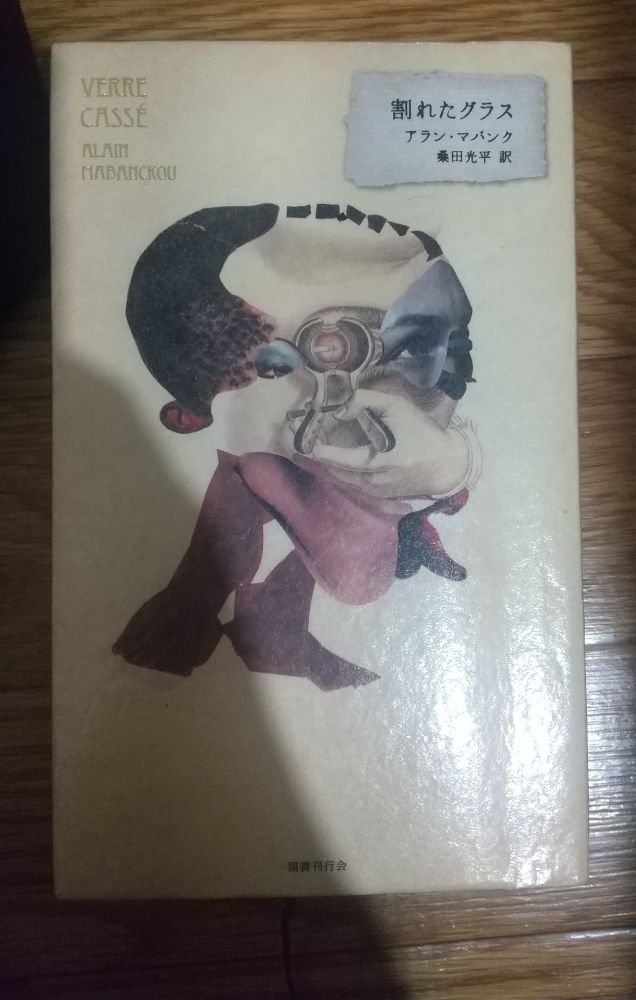 VERRE
CASSÉ
ALAIN
MABANCKOU
割れたグラス
アラン・マバンク
桑田光平 訳
国書刊行会